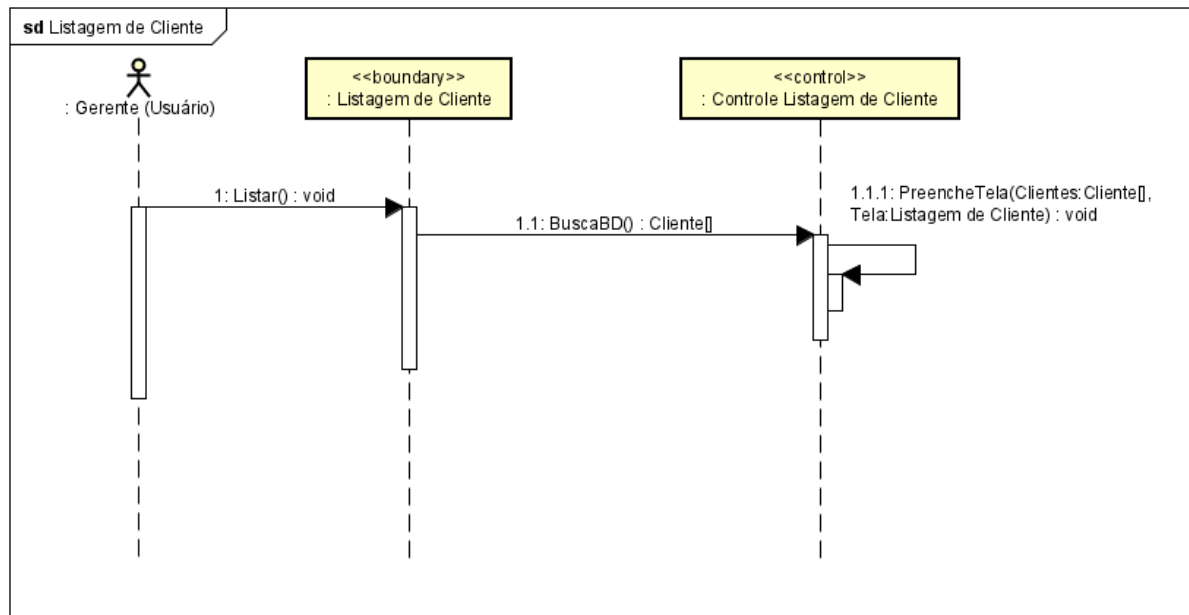 sd Listagem de Cliente
: Gerente (Usuário)
<<boundary>>
: Listagem de Cliente
<<control>>
: Controle Listagem de Cliente
1: Listar() : void
1.1: BuscaBD() : Cliente[]
1.1.1: PreencheTela(Clientes:Cliente[],
Tela:Listagem de Cliente) : void